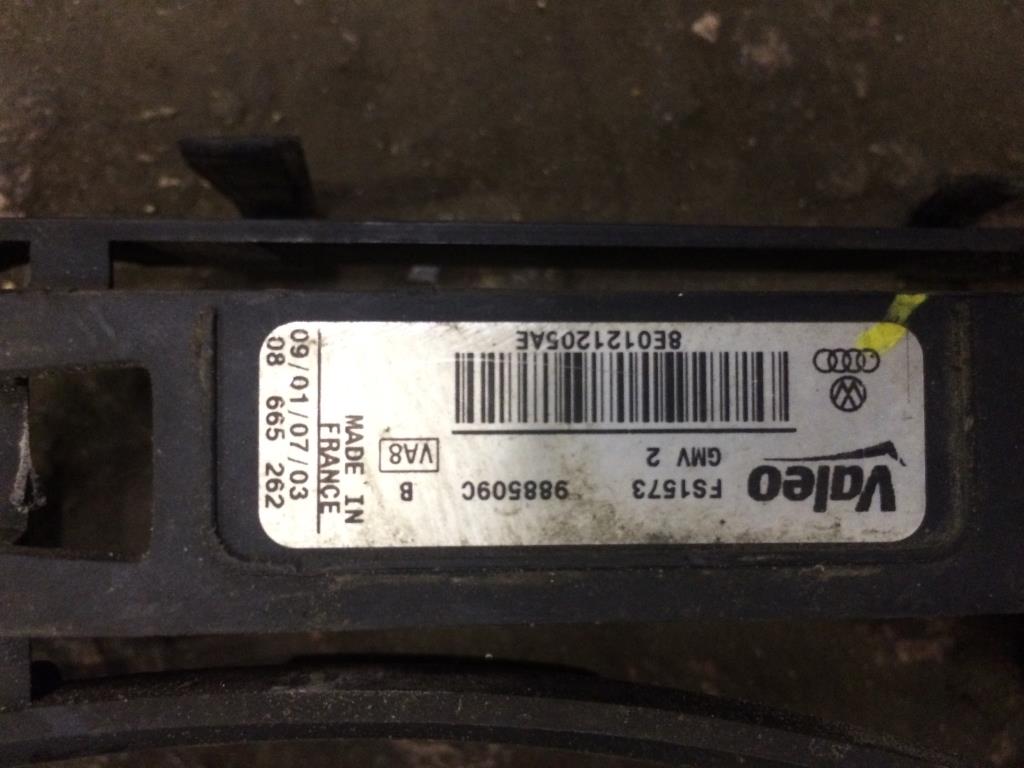 Valeo
FS1573
988509C
B
GMV 2
VA8
8E0121205AE
MADE IN
FRANCE
09/01/07/03
08 665 262